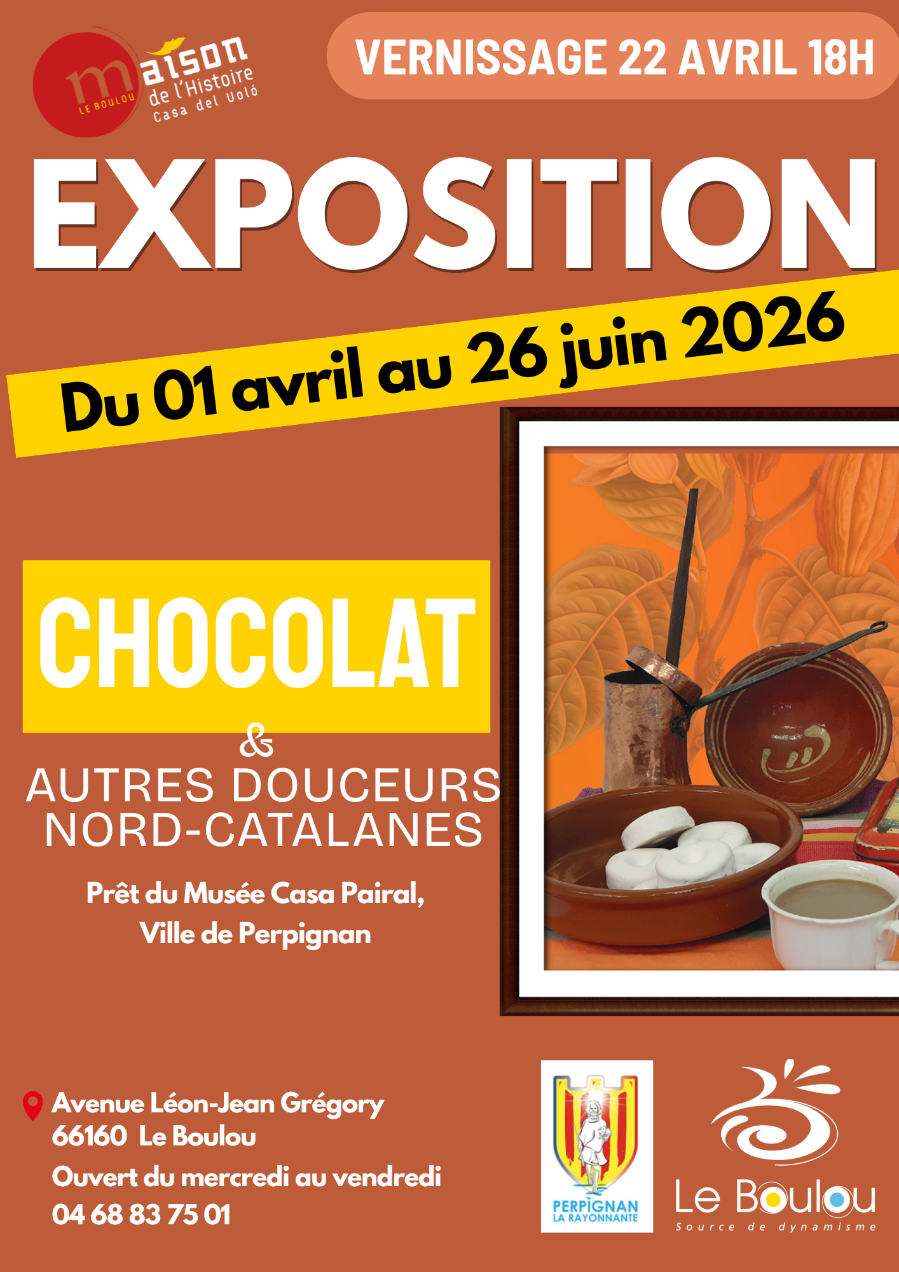 maison
de l'Histoire
Casa del Voló
LE BOULOU
VERNISSAGE 22 AVRIL 18H
EXPOSITION
Du 01 avril au 26 juin 2026
CHOCOLAT
&
AUTRES DOUCEURS
NORD-CATALANES
Prêt du Musée Casa Pairal,
Ville de Perpignan
Avenue Léon-Jean Grégory
66160 Le Boulou
Ouvert du mercredi au vendredi
04 68 83 75 01
PERPIGNAN
LA RAYONNANTE
Le Boulou
Source de dynamisme